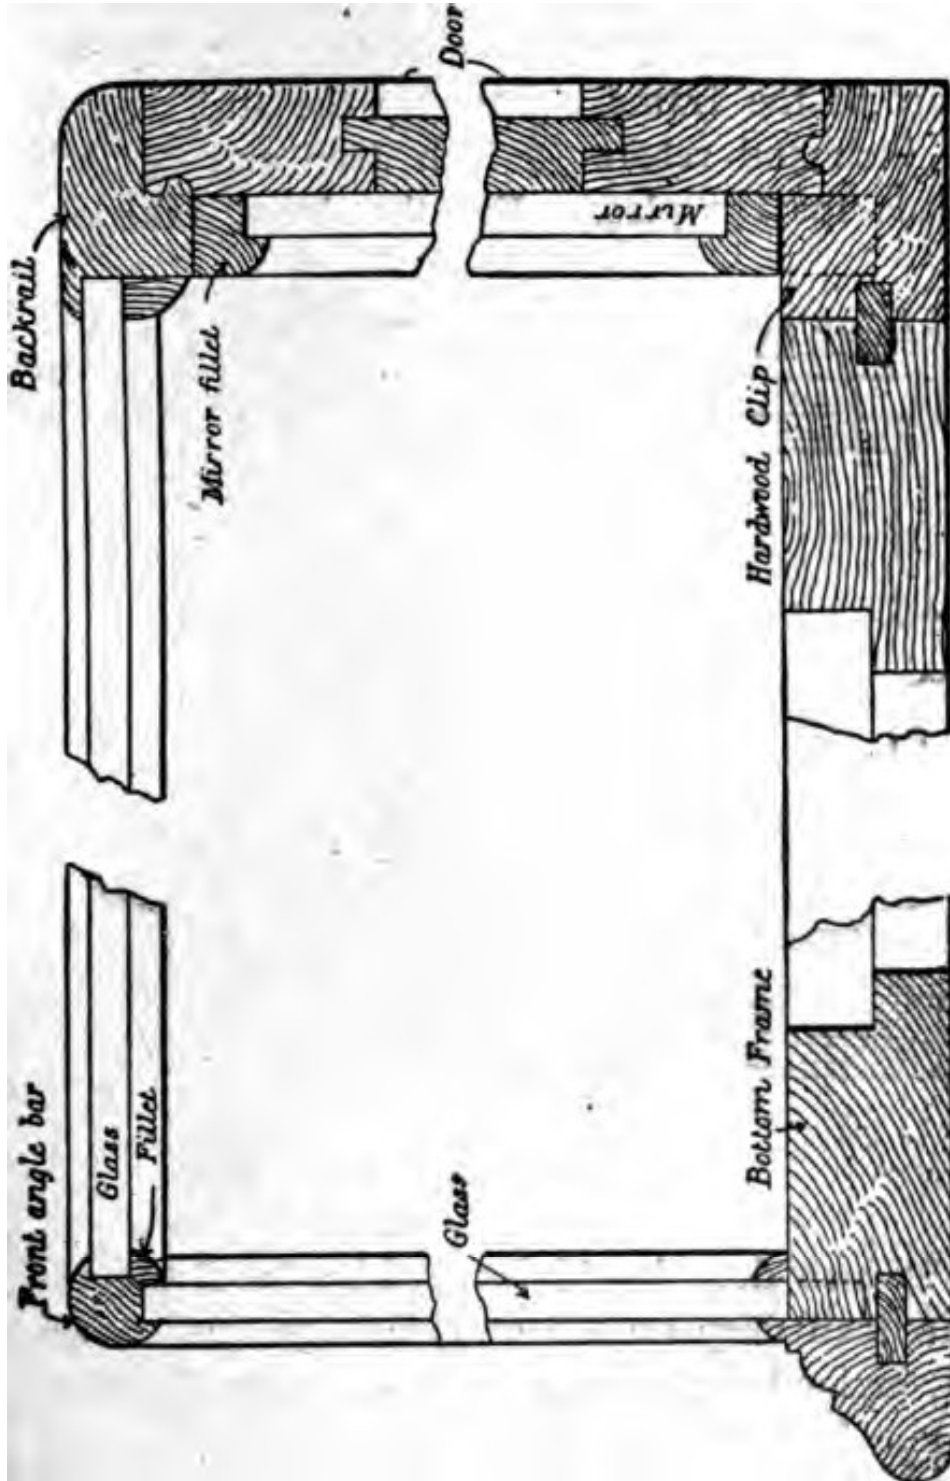 Door
Backrail
Mirror
Mirror fillet
Hardwood Clip
Front angle bar
Glass
Fillet
Glass
Bottom Frame